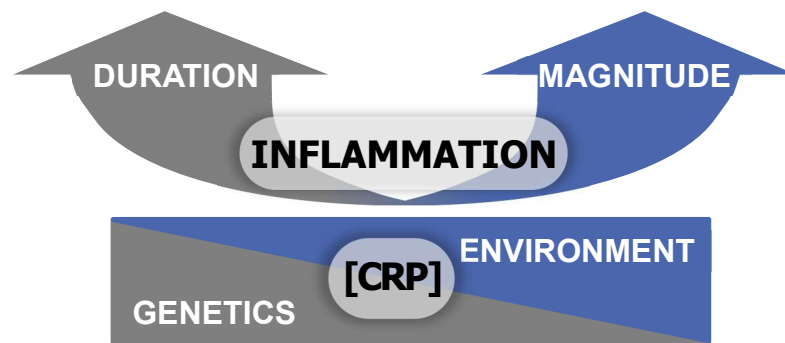 DURATION
MAGNITUDE
INFLAMMATION
ENVIRONMENT
[CRP]
GENETICS